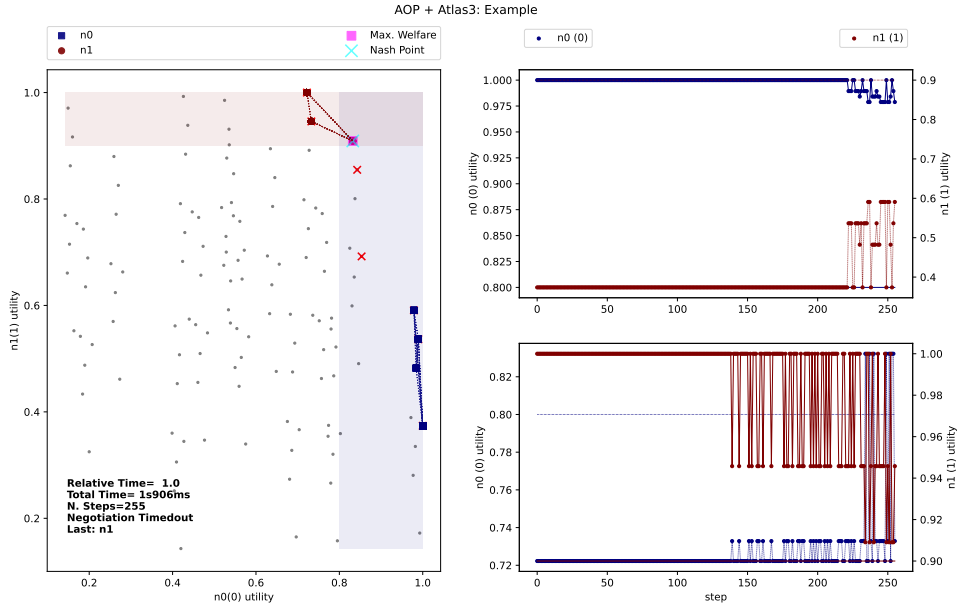 AOP + Atlas3: Example
n0
n1
Max. Welfare
Nash Point
n0 (0)
n1 (1)
1.0
0.8
0.6
0.4
0.2
n1(1) utility
0.2
0.4
0.6
0.8
1.0
n0(0) utility
Relative Time= 1.0
Total Time= 1s906ms
N. Steps=255
Negotiation Timedout
Last: n1
1.000
0.975
0.950
0.925
0.900
0.875
0.850
0.825
0.800
n0 (0) utility
0.9
0.8
0.7
0.6
0.5
0.4
n1 (1) utility
0
50
100
150
200
250
0.82
0.80
0.78
0.76
0.74
0.72
n0 (0) utility
1.00
0.98
0.96
0.94
0.92
0.90
n1 (1) utility
0
50
100
150
200
250
step